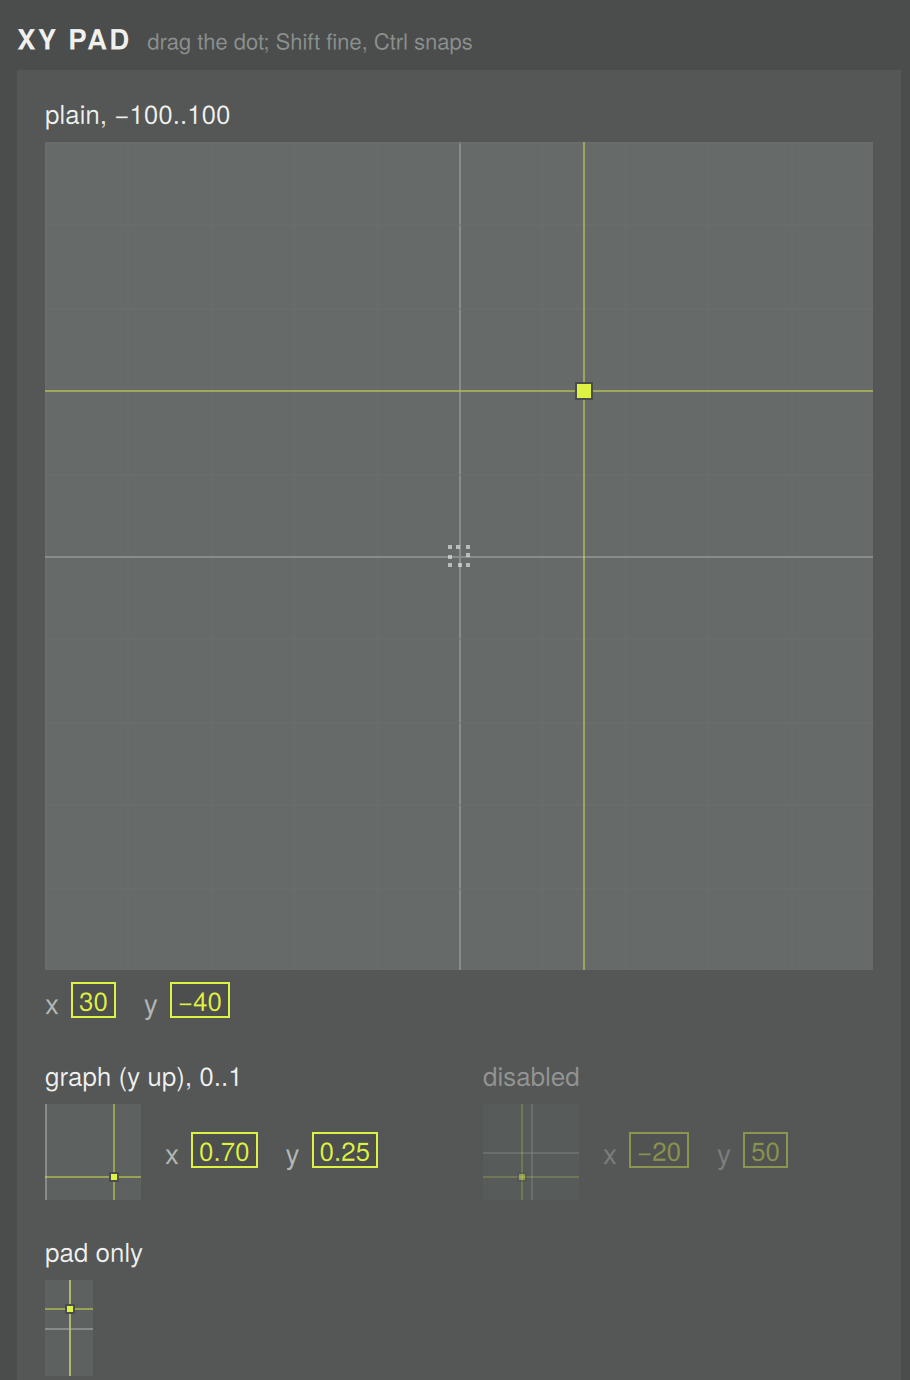 XY PAD drag the dot; Shift fine, Ctrl snaps
plain, −100..100
x 30 y −40
graph (y up), 0..1
x 0.70 y 0.25
disabled
x −20 y 50
pad only